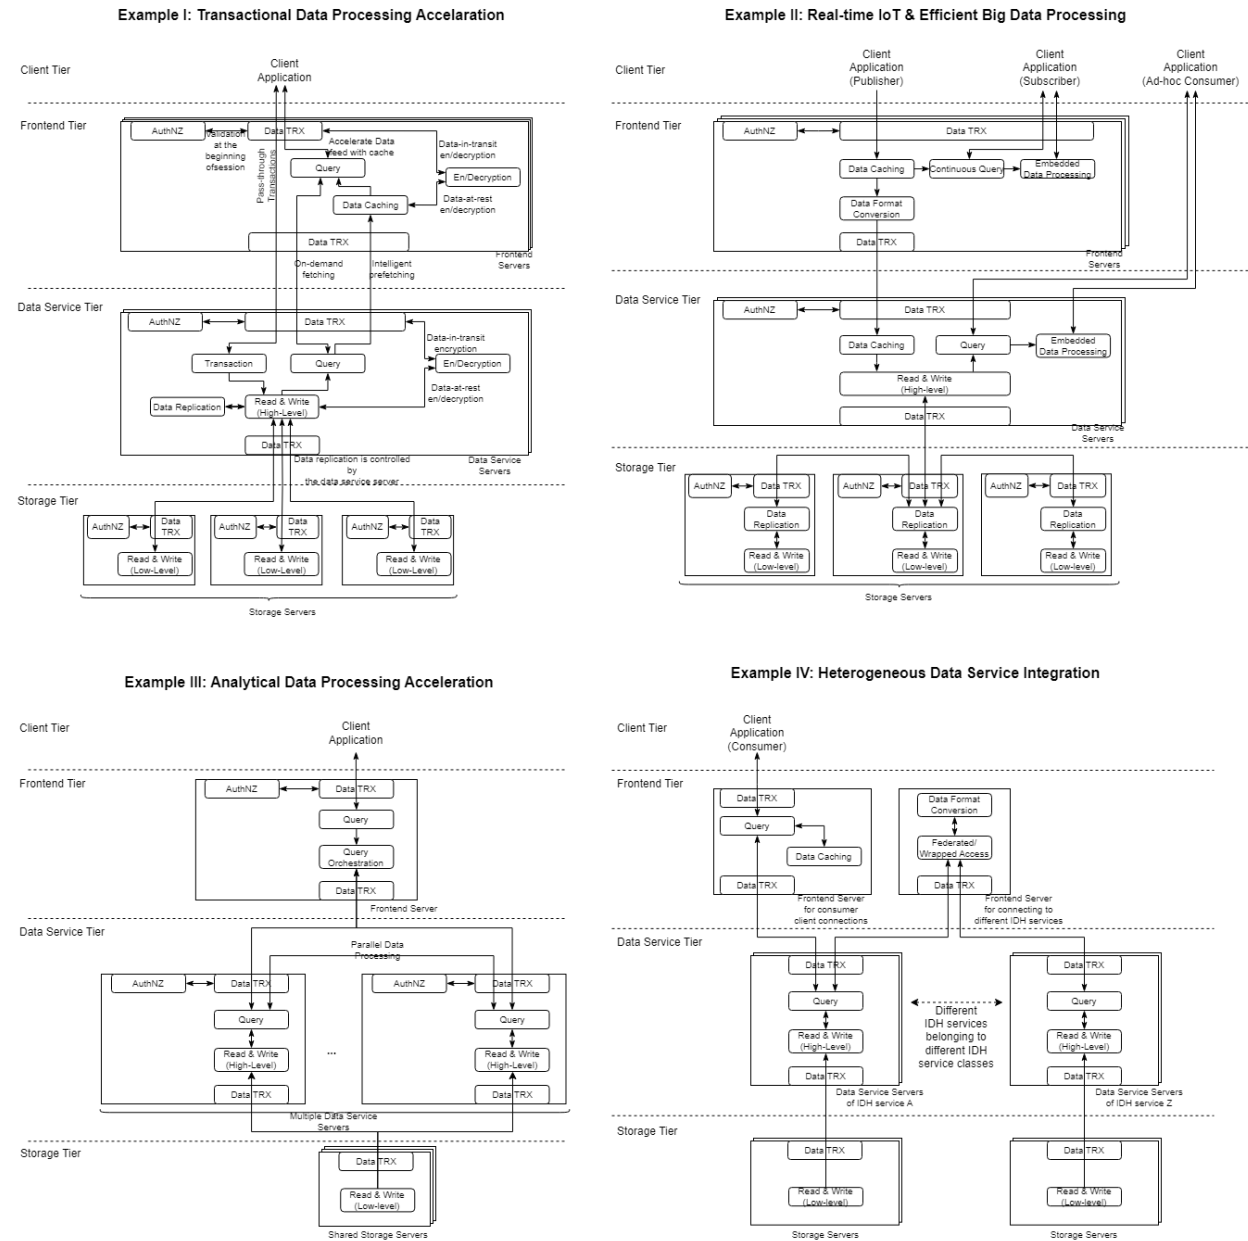 Example I: Transactional Data Processing Accelaration
Client Tier
Client
Application
Frontend Tier
AuthNZ
Data TRX
Validation
at the
beginning
ofsession
Pass-through
Transactions
Accelerate Data
feed with cache
Query
Data Caching
Data-in-transit
en/decryption
En/Decryption
Data-at-rest
en/decryption
Data TRX
Frontend
Servers
On-demand
fetching
Intelligent
prefetching
Data Service Tier
AuthNZ
Data TRX
Data-in-transit
encryption
Transaction
Query
En/Decryption
Data-at-rest
en/decryption
Data Replication
Read & Write
(High-Level)
Data TRX
Data Service
Servers
Data replication is controlled
by
the data service server
Storage Tier
AuthNZ
Data
TRX
Read & Write
(Low-Level)
AuthNZ
Data
TRX
Read & Write
(Low-Level)
AuthNZ
Data
TRX
Read & Write
(Low-Level)
Storage Servers
Example II: Real-time IoT & Efficient Big Data Processing
Client Tier
Client
Application
(Publisher)
Client
Application
(Subscriber)
Client
Application
(Ad-hoc Consumer)
Frontend Tier
AuthNZ
Data TRX
Data Caching
Continuous Query
Embedded
Data Processing
Data Format
Conversion
Data TRX
Frontend
Servers
Data Service Tier
AuthNZ
Data TRX
Data Caching
Query
Embedded
Data Processing
Read & Write
(High-level)
Data TRX
Data Service
Servers
Storage Tier
AuthNZ
Data TRX
Data
Replication
Read & Write
(Low-level)
AuthNZ
Data TRX
Data
Replication
Read & Write
(Low-level)
AuthNZ
Data TRX
Data
Replication
Read & Write
(Low-level)
Storage Servers
Example III: Analytical Data Processing Acceleration
Client Tier
Client
Application
Frontend Tier
AuthNZ
Data TRX
Query
Query
Orchestration
Data TRX
Frontend Server
Data Service Tier
Parallel Data
Processing
AuthNZ
Data TRX
Query
Read & Write
(High-Level)
Data TRX
...
AuthNZ
Data TRX
Query
Read & Write
(High-Level)
Data TRX
Multiple Data Service
Servers
Storage Tier
Data TRX
Read & Write
(Low-level)
Shared Storage Servers
Example IV: Heterogeneous Data Service Integration
Client Tier
Client
Application
(Consumer)
Frontend Tier
Data TRX
Query
Data Caching
Data TRX
Frontend Server
for consumer
client connections
Data Format
Conversion
Federated/
Wrapped Access
Data TRX
Frontend Server
for connecting to
different IDH services
Data Service Tier
Data TRX
Query
Read & Write
(High-Level)
Data TRX
Data Service Servers
of IDH service A
Different
IDH services
belonging to
different IDH
service classes
Data TRX
Query
Read & Write
(High-Level)
Data TRX
Data Service Servers
of IDH service Z
Storage Tier
Data TRX
Read & Write
(Low-level)
Storage Servers
Data TRX
Read & Write
(Low-level)
Storage Servers